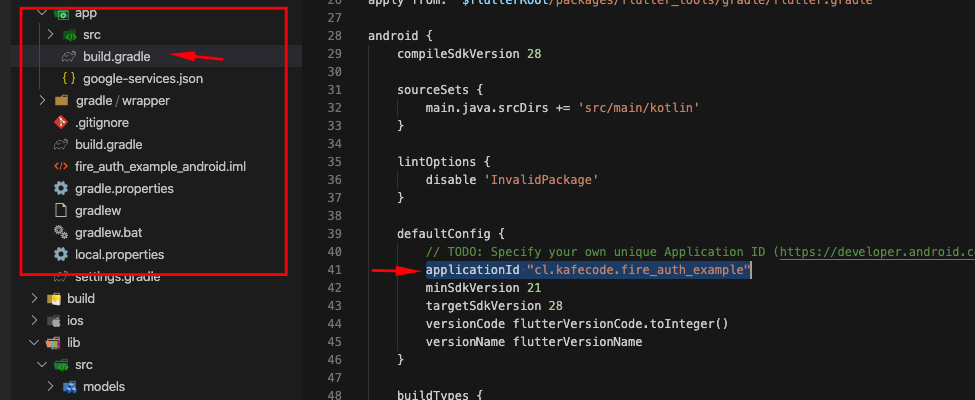 app
src
build.gradle
google-services.json
gradle / wrapper
.gitignore
build.gradle
fire_auth_example_android.iml
gradle.properties
gradlew
gradlew.bat
local.properties
settings.gradle
build
ios
lib
src
models
26 apply from: "$flutterRoot/packages/flutter_tools/gradle/flutter.gradle"
27
28 android {
29 compileSdkVersion 28
30
31 sourceSets {
32 main.java.srcDirs += 'src/main/kotlin'
33 }
34
35 lintOptions {
36 disable 'InvalidPackage'
37 }
38
39 defaultConfig {
40 // TODO: Specify your own unique Application ID (https://developer.android.co
41 applicationId "cl.kafecode.fire_auth_example"
42 minSdkVersion 21
43 targetSdkVersion 28
44 versionCode flutterVersionCode.toInteger()
45 versionName flutterVersionName
46 }
47
48 buildTypes {